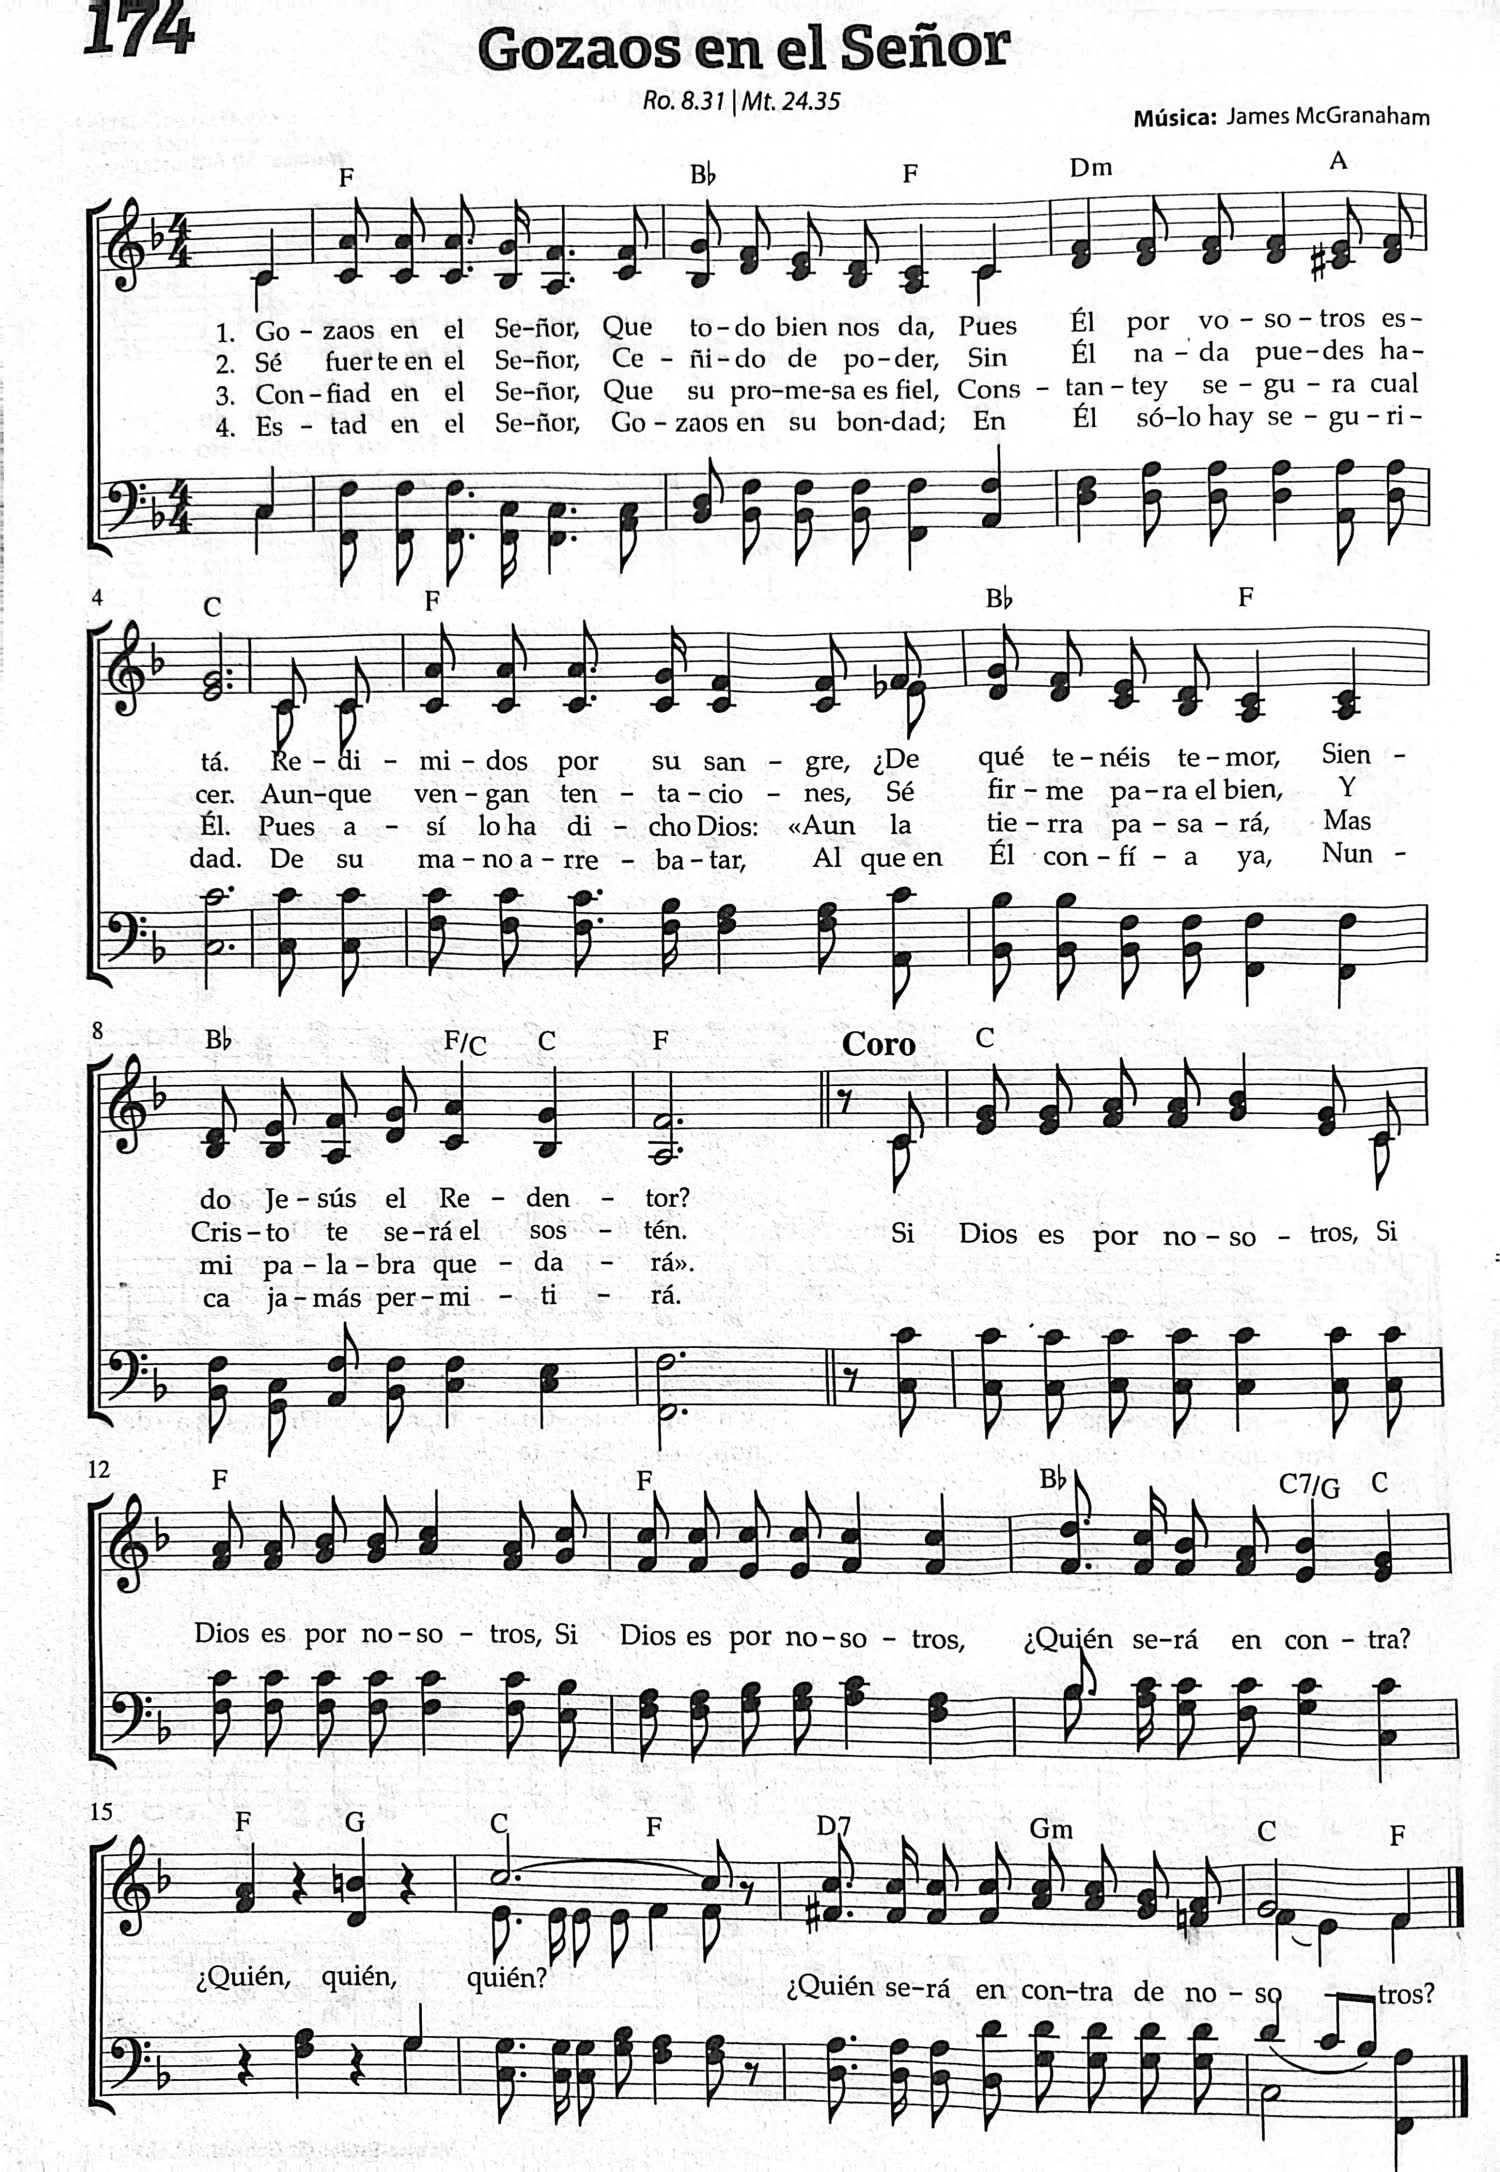 174
Gozaos en el Señor
Ro. 8.31 | Mt. 24.35
Música: James McGranaham
F B♭ F Dm A
1. Go – zaos en el Se–ñor, Que to–do bien nos da, Pues Él por vo – so – tros es–
2. Sé fuer te en el Se–ñor, Ce – ñi–do de po–der, Sin Él na – da pue–des ha–
3. Con–fiad en el Se–ñor, Que su pro–me-sa es fiel, Cons – tan–tey se – gu – ra cual
4. Es – tad en el Se–ñor, Go – zaos en su bon-dad; En Él só–lo hay se – gu – ri –
4
C F B♭ F
tá. Re – di – mi – dos por su san – gre, ¿De qué te–néis te–mor, Sien –
cer. Aun–que ven – gan ten – ta – cio – nes, Sé fir – me pa–ra el bien, Y
Él. Pues a – sí lo ha di – cho Dios: «Aun la tie – rra pa – sa – rá, Mas
dad. De su ma – no a – rre – ba – tar, Al que en Él con – fí – a ya, Nun –
8
B♭ F/C C F Coro C
do Je – sús el Re – den – tor?
Cris – to te se–rá el sos – tén. Si Dios es por no – so – tros, Si
mi pa – la – bra que – da – rá».
ca ja – más per – mi – ti – rá.
12
F F B♭ C7/G C
Dios es por no – so – tros, Si Dios es por no – so – tros, ¿Quién se–rá en con – tra?
15
F G C F D7 Gm C F
¿Quién, quién, quién? ¿Quién se–rá en con–tra de no – so – tros?